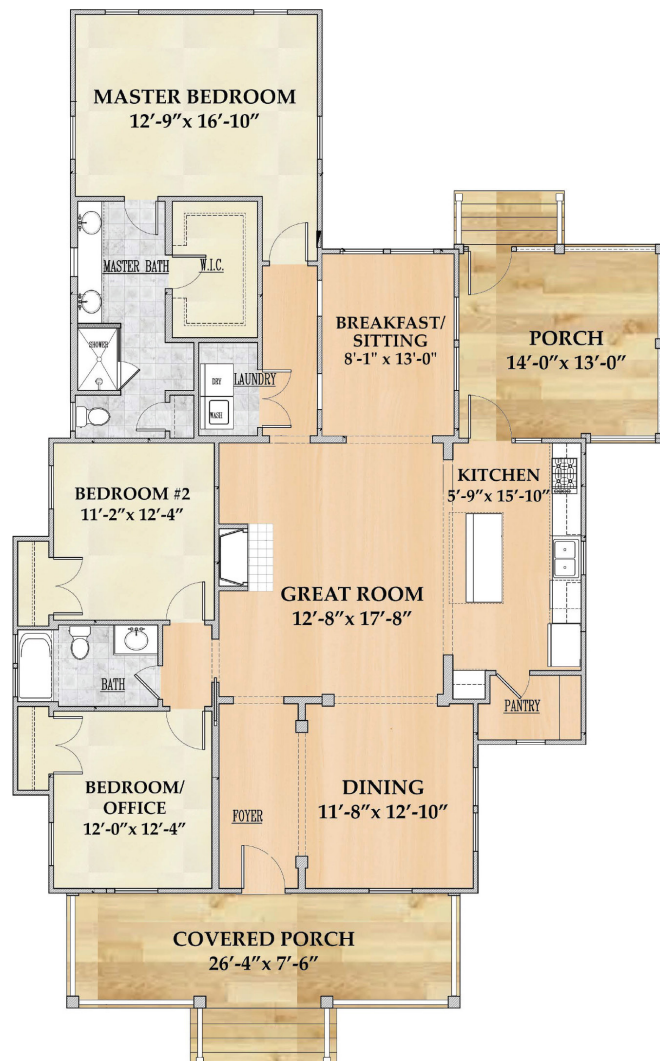 MASTER BEDROOM
12'-9" x 16'-10"
MASTER BATH
W.I.C.
SHOWER
BREAKFAST/
SITTING
8'-1" x 13'-0"
PORCH
14'-0" x 13'-0"
DRY
LAUNDRY
WASH
BEDROOM #2
11'-2" x 12'-4"
KITCHEN
5'-9" x 15'-10"
GREAT ROOM
12'-8" x 17'-8"
BATH
PANTRY
BEDROOM/
OFFICE
12'-0" x 12'-4"
FOYER
DINING
11'-8" x 12'-10"
COVERED PORCH
26'-4" x 7'-6"